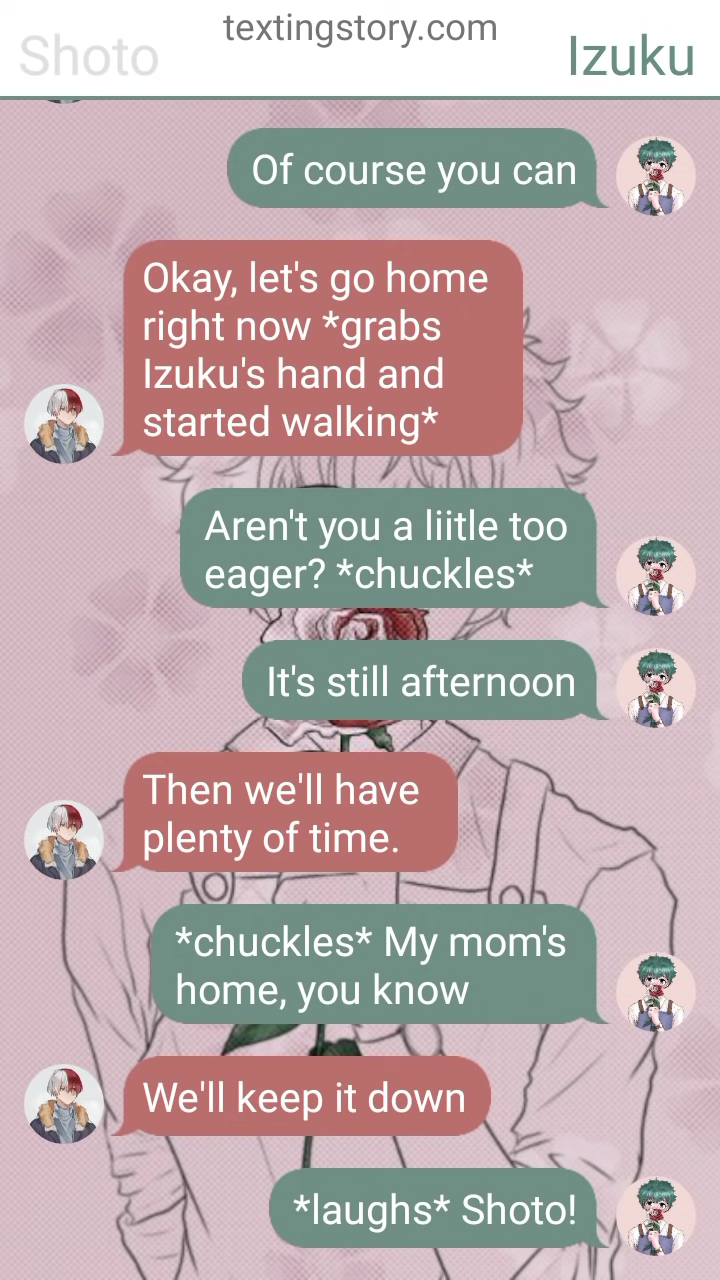 textingstory.com
Shoto
Izuku
Of course you can
Okay, let's go home
right now *grabs
Izuku's hand and
started walking*
Aren't you a liitle too
eager? *chuckles*
It's still afternoon
Then we'll have
plenty of time.
*chuckles* My mom's
home, you know
We'll keep it down
*laughs* Shoto!